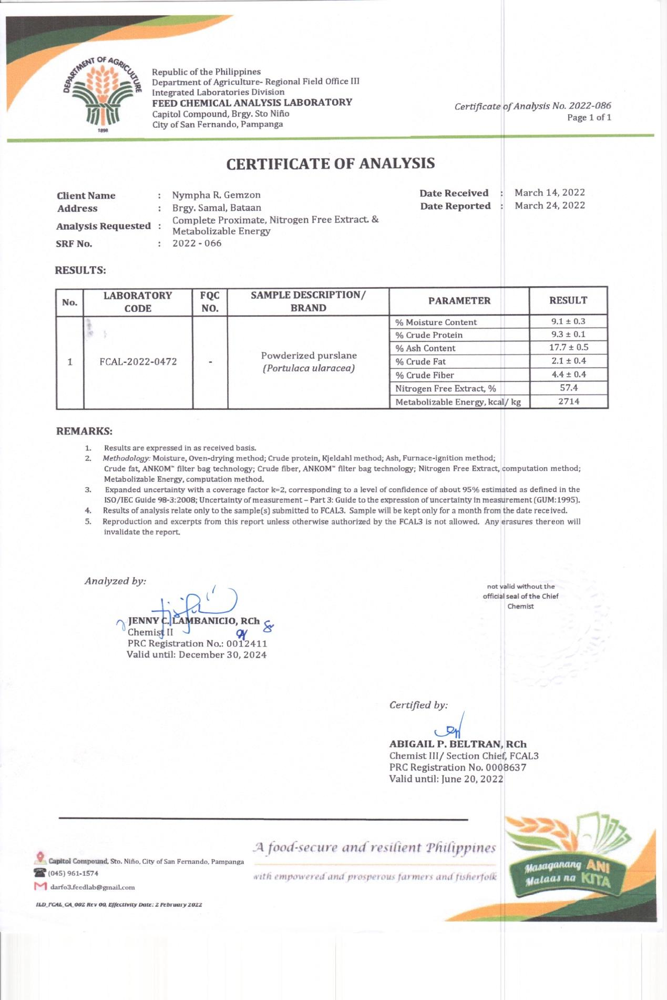 DEPARTMENT OF AGRICULTURE
1898
Republic of the Philippines
Department of Agriculture- Regional Field Office III
Integrated Laboratories Division
FEED CHEMICAL ANALYSIS LABORATORY
Capitol Compound, Brgy. Sto Niño
City of San Fernando, Pampanga
Certificate of Analysis No. 2022-086
Page 1 of 1
CERTIFICATE OF ANALYSIS
Client Name : Nympha R. Gemzon
Address : Brgy. Samal, Bataan
Analysis Requested : Complete Proximate, Nitrogen Free Extract. &
Metabolizable Energy
SRF No. : 2022 - 066
Date Received : March 14, 2022
Date Reported : March 24, 2022
RESULTS:
No. LABORATORY CODE FQC NO. SAMPLE DESCRIPTION/ BRAND PARAMETER RESULT
1 FCAL-2022-0472 - Powderized purslane
(Portulaca ularacea)
% Moisture Content 9.1 ± 0.3
% Crude Protein 9.3 ± 0.1
% Ash Content 17.7 ± 0.5
% Crude Fat 2.1 ± 0.4
% Crude Fiber 4.4 ± 0.4
Nitrogen Free Extract, % 57.4
Metabolizable Energy, kcal/ kg 2714
REMARKS:
1. Results are expressed in as received basis.
2. Methodology: Moisture, Oven-drying method; Crude protein, Kjeldahl method; Ash, Furnace-ignition method;
Crude fat, ANKOM™ filter bag technology; Crude fiber, ANKOM™ filter bag technology; Nitrogen Free Extract, computation method;
Metabolizable Energy, computation method.
3. Expanded uncertainty with a coverage factor k=2, corresponding to a level of confidence of about 95% estimated as defined in the
ISO/IEC Guide 98-3:2008; Uncertainty of measurement – Part 3: Guide to the expression of uncertainty in measurement (GUM:1995).
4. Results of analysis relate only to the sample(s) submitted to FCAL3. Sample will be kept only for a month from the date received.
5. Reproduction and excerpts from this report unless otherwise authorized by the FCAL3 is not allowed. Any erasures thereon will
invalidate the report.
Analyzed by:
JENNY C. LAMBANICIO, RCh
Chemist II
PRC Registration No.: 0012411
Valid until: December 30, 2024
not valid without the
official seal of the Chief
Chemist
Certified by:
ABIGAIL P. BELTRAN, RCh
Chemist III/ Section Chief, FCAL3
PRC Registration No. 0008637
Valid until: June 20, 2022
Capitol Compound, Sto. Niño, City of San Fernando, Pampanga
(045) 961-1574
darfo3.feedlab@gmail.com
ILD_FCAL_CA_002 Rev 00, Effectivity Date: 2 February 2022
A food-secure and resilient Philippines
with empowered and prosperous farmers and fisherfolk
Masaganang ANI
Mataas na KITA